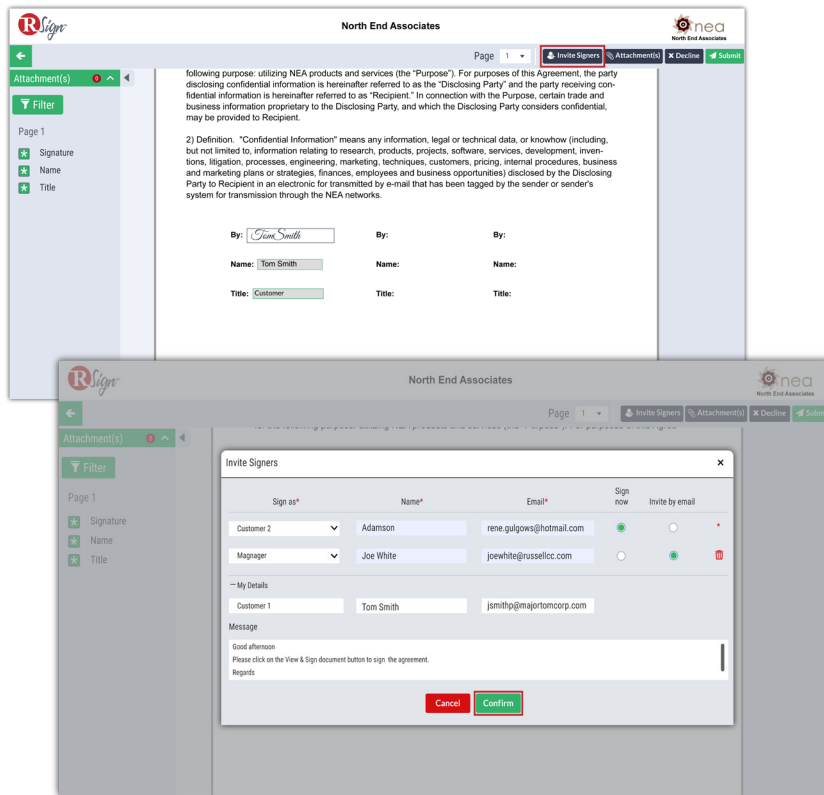 RSign
North End Associates
nea
North End Associates
Page 1
Invite Signers
Attachment(s)
Decline
Submit
Attachment(s) 0
Filter
Page 1
Signature
Name
Title
following purpose: utilizing NEA products and services (the “Purpose”). For purposes of this Agreement, the party
disclosing confidential information is hereinafter referred to as the “Disclosing Party” and the party receiving con-
fidential information is hereinafter referred to as “Recipient.” In connection with the Purpose, certain trade and
business information proprietary to the Disclosing Party, and which the Disclosing Party considers confidential,
may be provided to Recipient.
2) Definition. "Confidential Information" means any information, legal or technical data, or knowhow (including,
but not limited to, information relating to research, products, projects, software, services, development, inven-
tions, litigation, processes, engineering, marketing, techniques, customers, pricing, internal procedures, business
and marketing plans or strategies, finances, employees and business opportunities) disclosed by the Disclosing
Party to Recipient in an electronic for transmitted by e-mail that has been tagged by the sender or sender's
system for transmission through the NEA networks.
By: Tom Smith By: By:
Name: Tom Smith Name: Name:
Title: Customer Title: Title:
RSign
North End Associates
nea
North End Associates
Page 1
Invite Signers
Attachment(s)
Decline
Subm
Attachment(s) 0
Filter
Page 1
Signature
Name
Title
Invite Signers
Sign as* Name* Email* Sign now Invite by email
Customer 2 Adamson rene.gulgows@hotmail.com *
Magnager Joe White joewhite@russellcc.com
My Details
Customer 1 Tom Smith jsmithp@majortomcorp.com
Message
Good afternoon
Please click on the View & Sign document button to sign the agreement.
Regards
Cancel Confirm